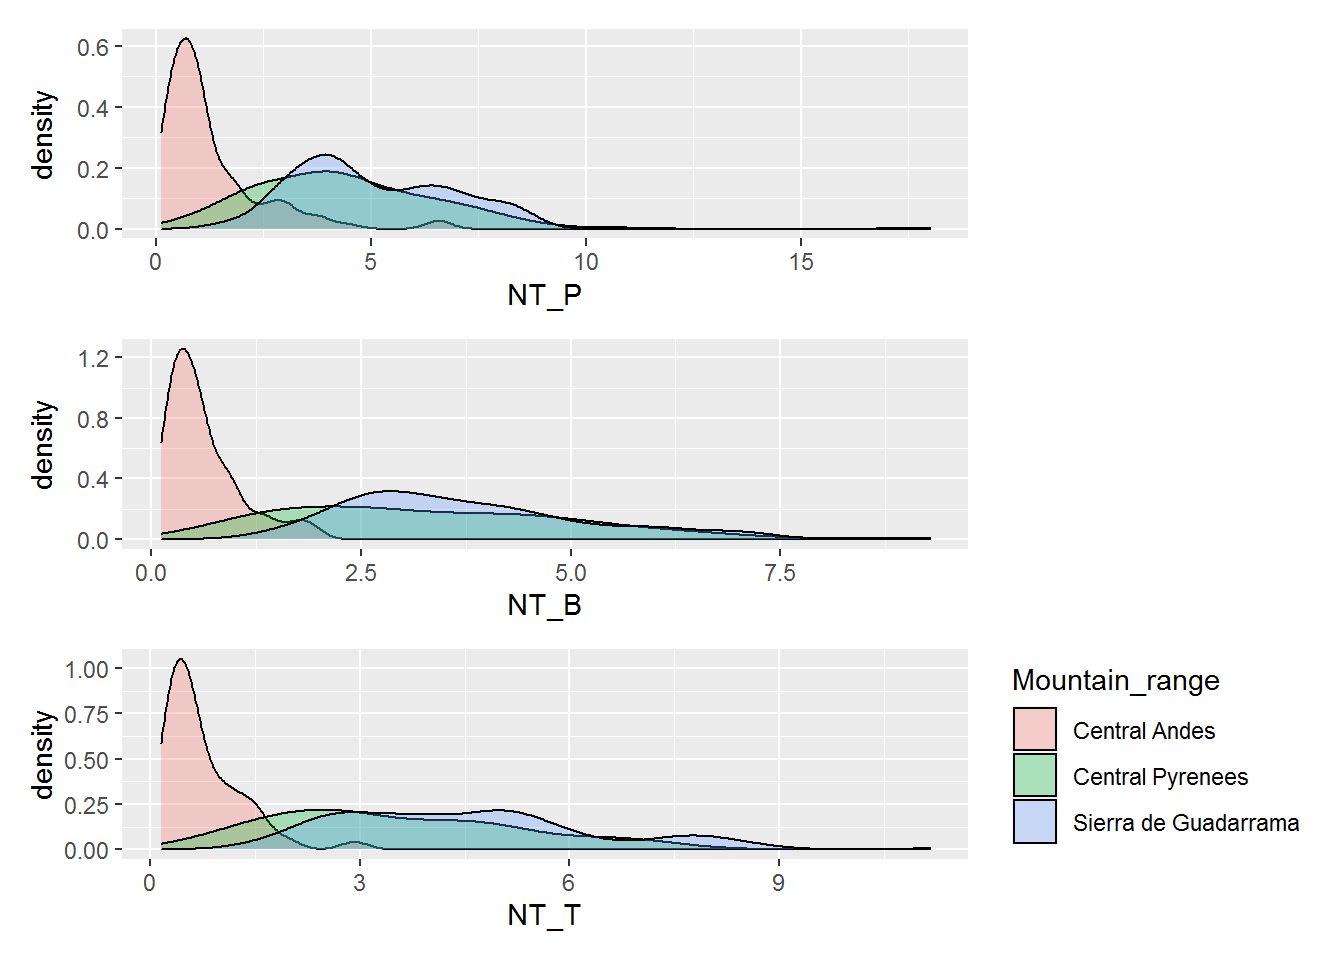 density
0.6
0.4
0.2
0.0
0 5 10 15
NT_P
density
1.2
0.8
0.4
0.0
0.0 2.5 5.0 7.5
NT_B
density
1.00
0.75
0.50
0.25
0.00
0 3 6 9
NT_T
Mountain_range
Central Andes
Central Pyrenees
Sierra de Guadarrama